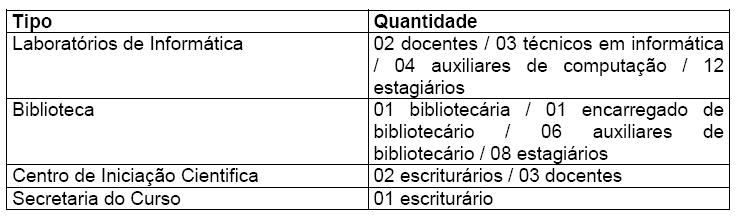 Tipo Quantidade
Laboratórios de Informática 02 docentes / 03 técnicos em informática
/ 04 auxiliares de computação / 12
estagiários
Biblioteca 01 bibliotecária / 01 encarregado de
bibliotecário / 06 auxiliares de
bibliotecário / 08 estagiários
Centro de Iniciação Cientifica 02 escriturários / 03 docentes
Secretaria do Curso 01 escriturário